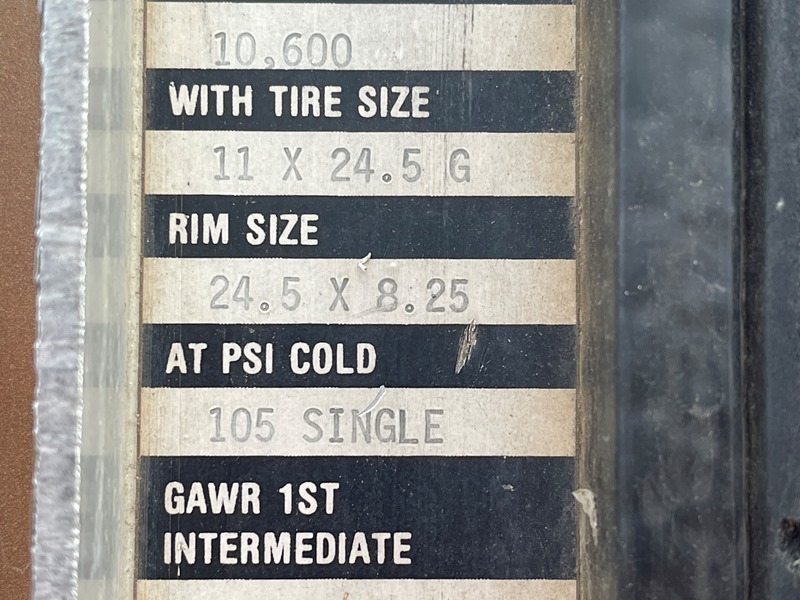 10,600
WITH TIRE SIZE
11 X 24.5 G
RIM SIZE
24.5 X 8.25
AT PSI COLD
105 SINGLE
GAWR 1ST
INTERMEDIATE